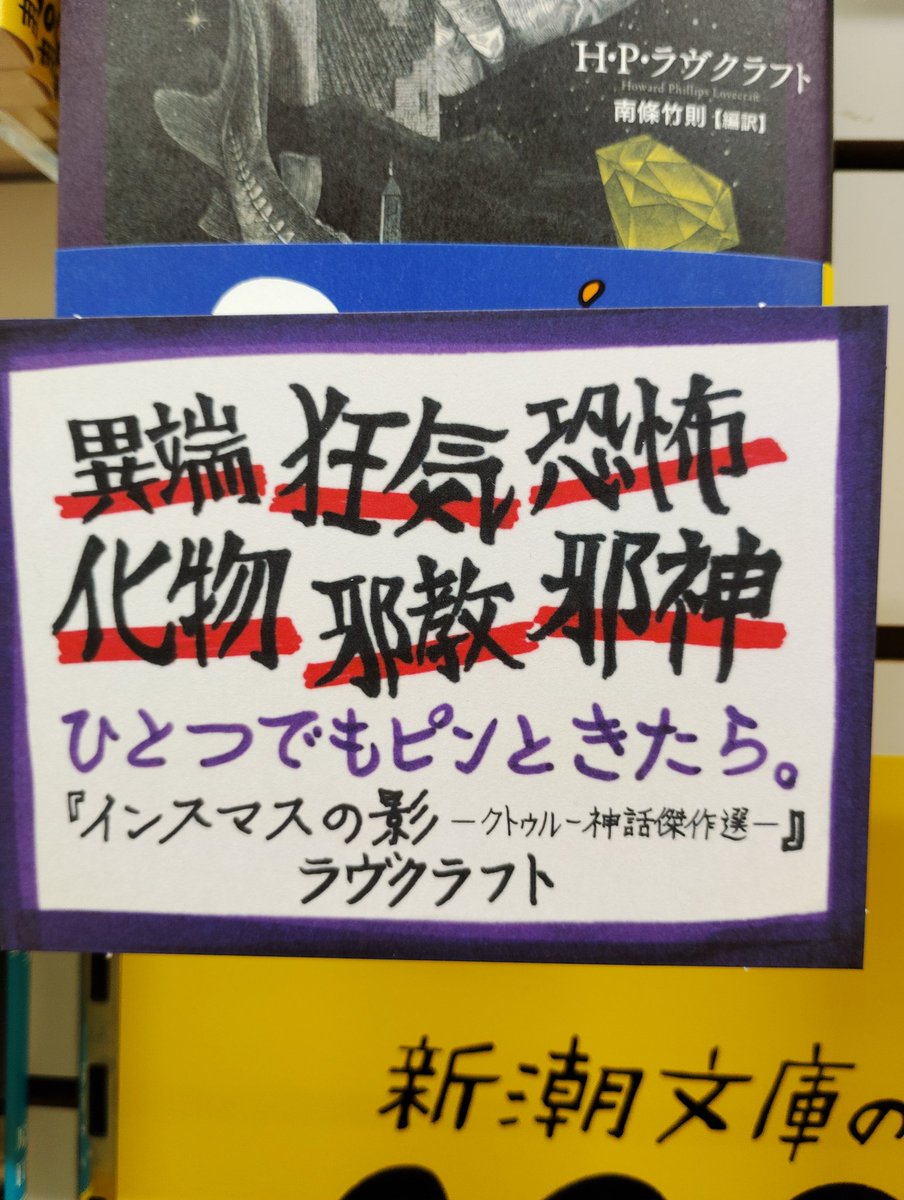 H・P・ラヴクラフト
Howard Phillips Lovecraft
南條竹則【編訳】
異端 狂気 恐怖
化物 邪教 邪神
ひとつでもピンときたら。
『インスマスの影 ―クトゥルー神話傑作選―』
ラヴクラフト
新潮文庫の